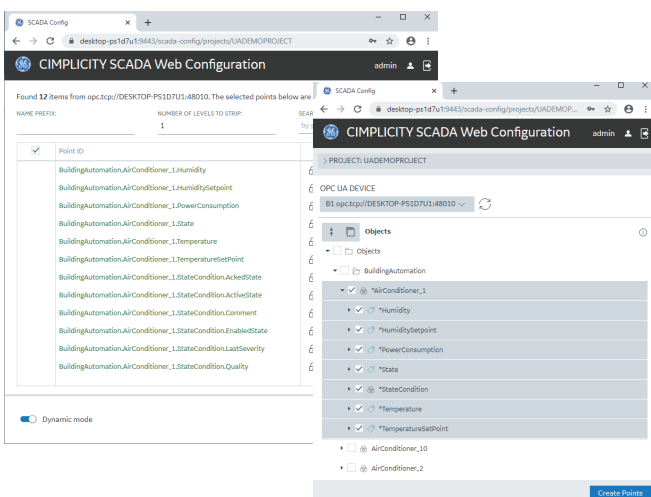 SCADA Config
desktop-ps1d7u1:9443/scada-config/projects/UADEMOPROJECT
CIMPLICITY SCADA Web Configuration
admin
Found 12 items from opc.tcp://DESKTOP-PS1D7U1:48010. The selected points below are
NAME PREFIX:
NUMBER OF LEVELS TO STRIP:
1
Point ID
BuildingAutomation.AirConditioner_1.Humidity
BuildingAutomation.AirConditioner_1.HumiditySetpoint
BuildingAutomation.AirConditioner_1.PowerConsumption
BuildingAutomation.AirConditioner_1.State
BuildingAutomation.AirConditioner_1.Temperature
BuildingAutomation.AirConditioner_1.TemperatureSetPoint
BuildingAutomation.AirConditioner_1.StateCondition.AckedState
BuildingAutomation.AirConditioner_1.StateCondition.ActiveState
BuildingAutomation.AirConditioner_1.StateCondition.Comment
BuildingAutomation.AirConditioner_1.StateCondition.EnabledState
BuildingAutomation.AirConditioner_1.StateCondition.LastSeverity
BuildingAutomation.AirConditioner_1.StateCondition.Quality
Dynamic mode
SCADA Config
desktop-ps1d7u1:9443/scada-config/projects/UADEMOP...
CIMPLICITY SCADA Web Configuration
admin
> PROJECT: UADEMOPROJECT
OPC UA DEVICE
B1 opc.tcp://DESKTOP-PS1D7U1:48010
Objects
Objects
BuildingAutomation
*AirConditioner_1
*Humidity
*HumiditySetpoint
*PowerConsumption
*State
*StateCondition
*Temperature
*TemperatureSetPoint
AirConditioner_10
AirConditioner_2
Create Points